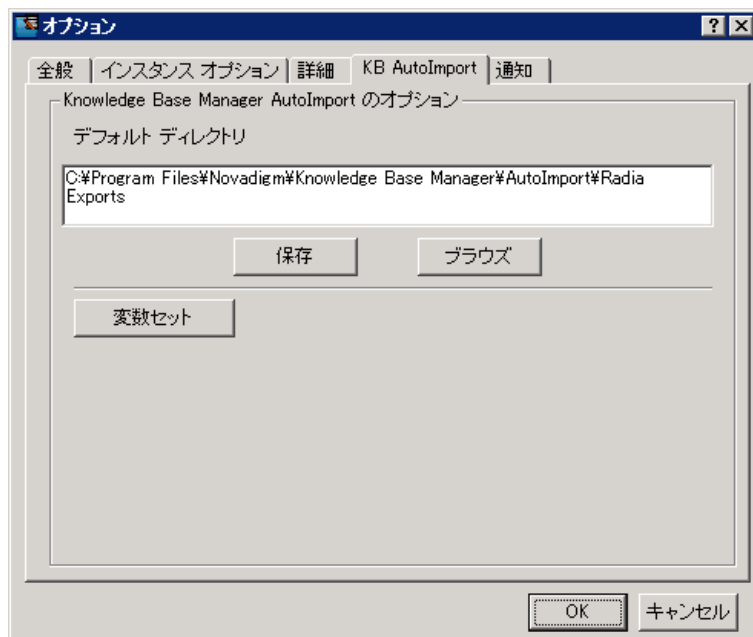 オプション
全般 インスタンス オプション 詳細 KB AutoImport 通知
Knowledge Base Manager AutoImport のオプション
デフォルト ディレクトリ
C:¥Program Files¥Novadigm¥Knowledge Base Manager¥AutoImport¥Radia
Exports
保存 ブラウズ
変数セット
OK キャンセル